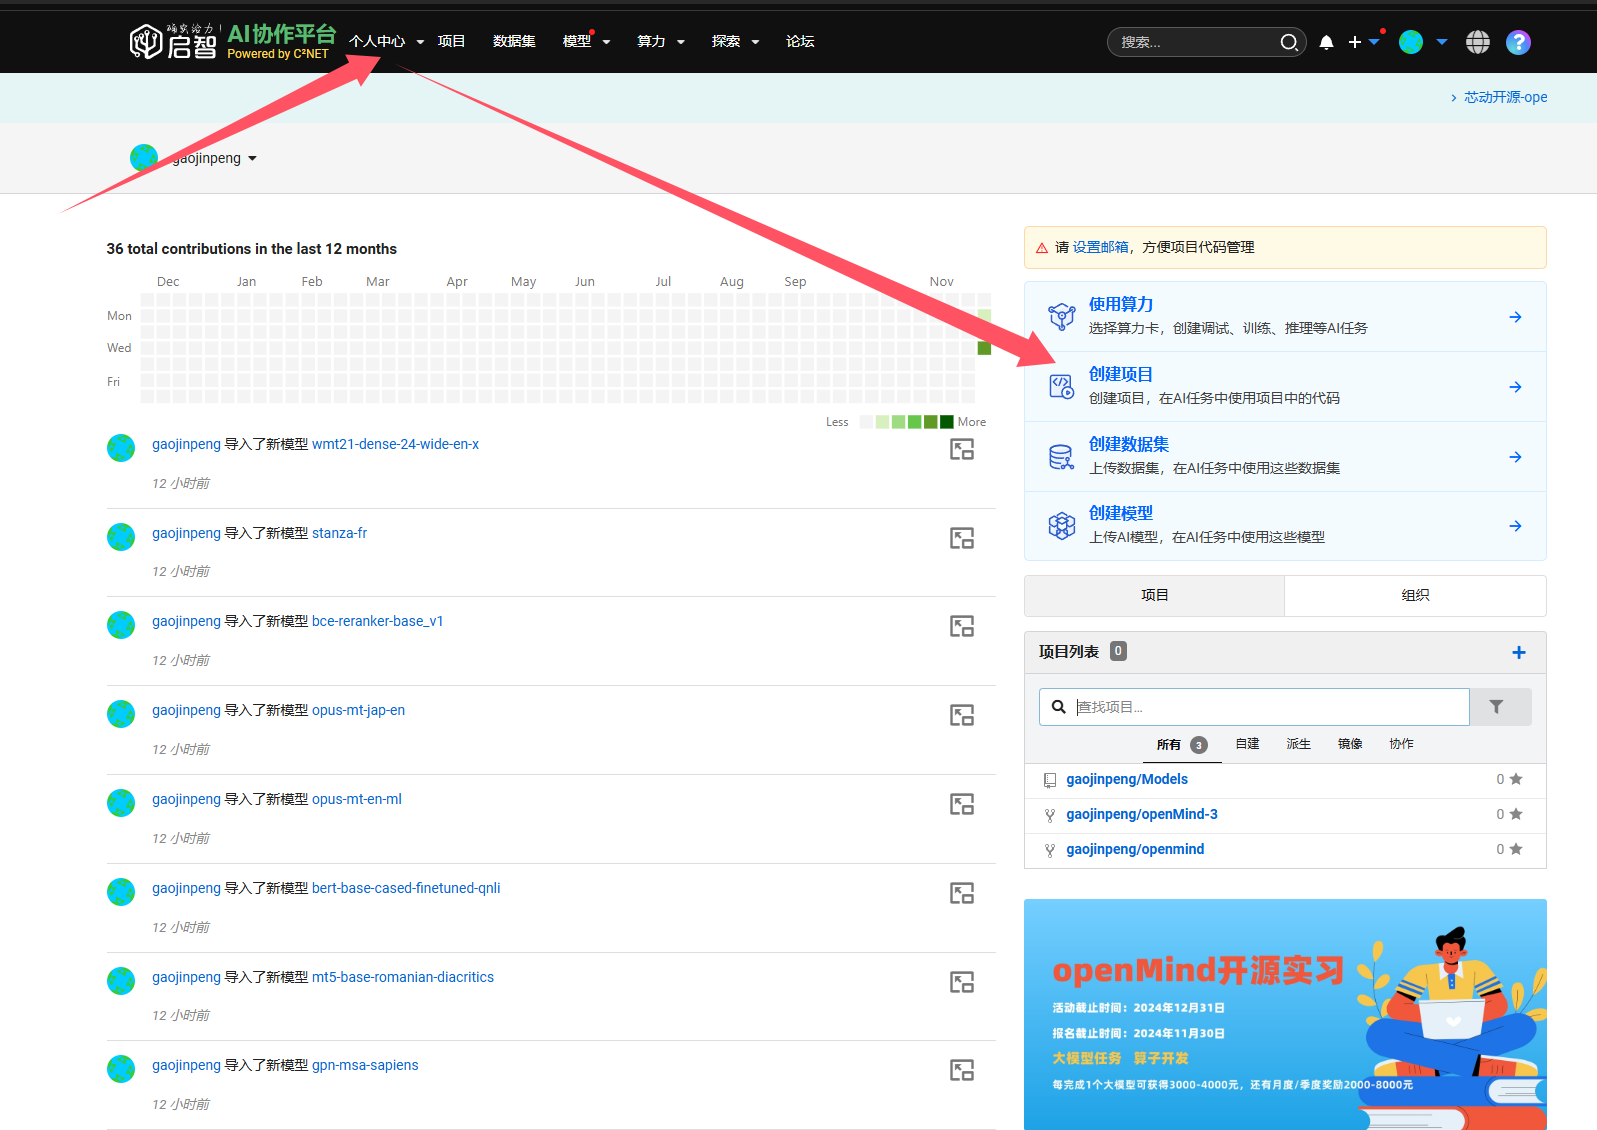 确实给力!
启智
AI协作平台
Powered by C²NET
个人中心
项目
数据集
模型
算力
探索
论坛
搜索...
芯动开源-ope
gaojinpeng
36 total contributions in the last 12 months
Dec Jan Feb Mar Apr May Jun Jul Aug Sep Nov
Mon
Wed
Fri
Less More
gaojinpeng 导入了新模型 wmt21-dense-24-wide-en-x
12 小时前
gaojinpeng 导入了新模型 stanza-fr
12 小时前
gaojinpeng 导入了新模型 bce-reranker-base_v1
12 小时前
gaojinpeng 导入了新模型 opus-mt-jap-en
12 小时前
gaojinpeng 导入了新模型 opus-mt-en-ml
12 小时前
gaojinpeng 导入了新模型 bert-base-cased-finetuned-qnli
12 小时前
gaojinpeng 导入了新模型 mt5-base-romanian-diacritics
12 小时前
gaojinpeng 导入了新模型 gpn-msa-sapiens
12 小时前
请 设置邮箱，方便项目代码管理
使用算力
选择算力卡，创建调试、训练、推理等AI任务
创建项目
创建项目，在AI任务中使用项目中的代码
创建数据集
上传数据集，在AI任务中使用这些数据集
创建模型
上传AI模型，在AI任务中使用这些模型
项目 组织
项目列表 0
查找项目...
所有 3 自建 派生 镜像 协作
gaojinpeng/Models 0
gaojinpeng/openMind-3 0
gaojinpeng/openmind 0
openMind开源实习
活动截止时间：2024年12月31日
报名截止时间：2024年11月30日
大模型任务 算子开发
每完成1个大模型可获得3000-4000元，还有月度/季度奖励2000-8000元